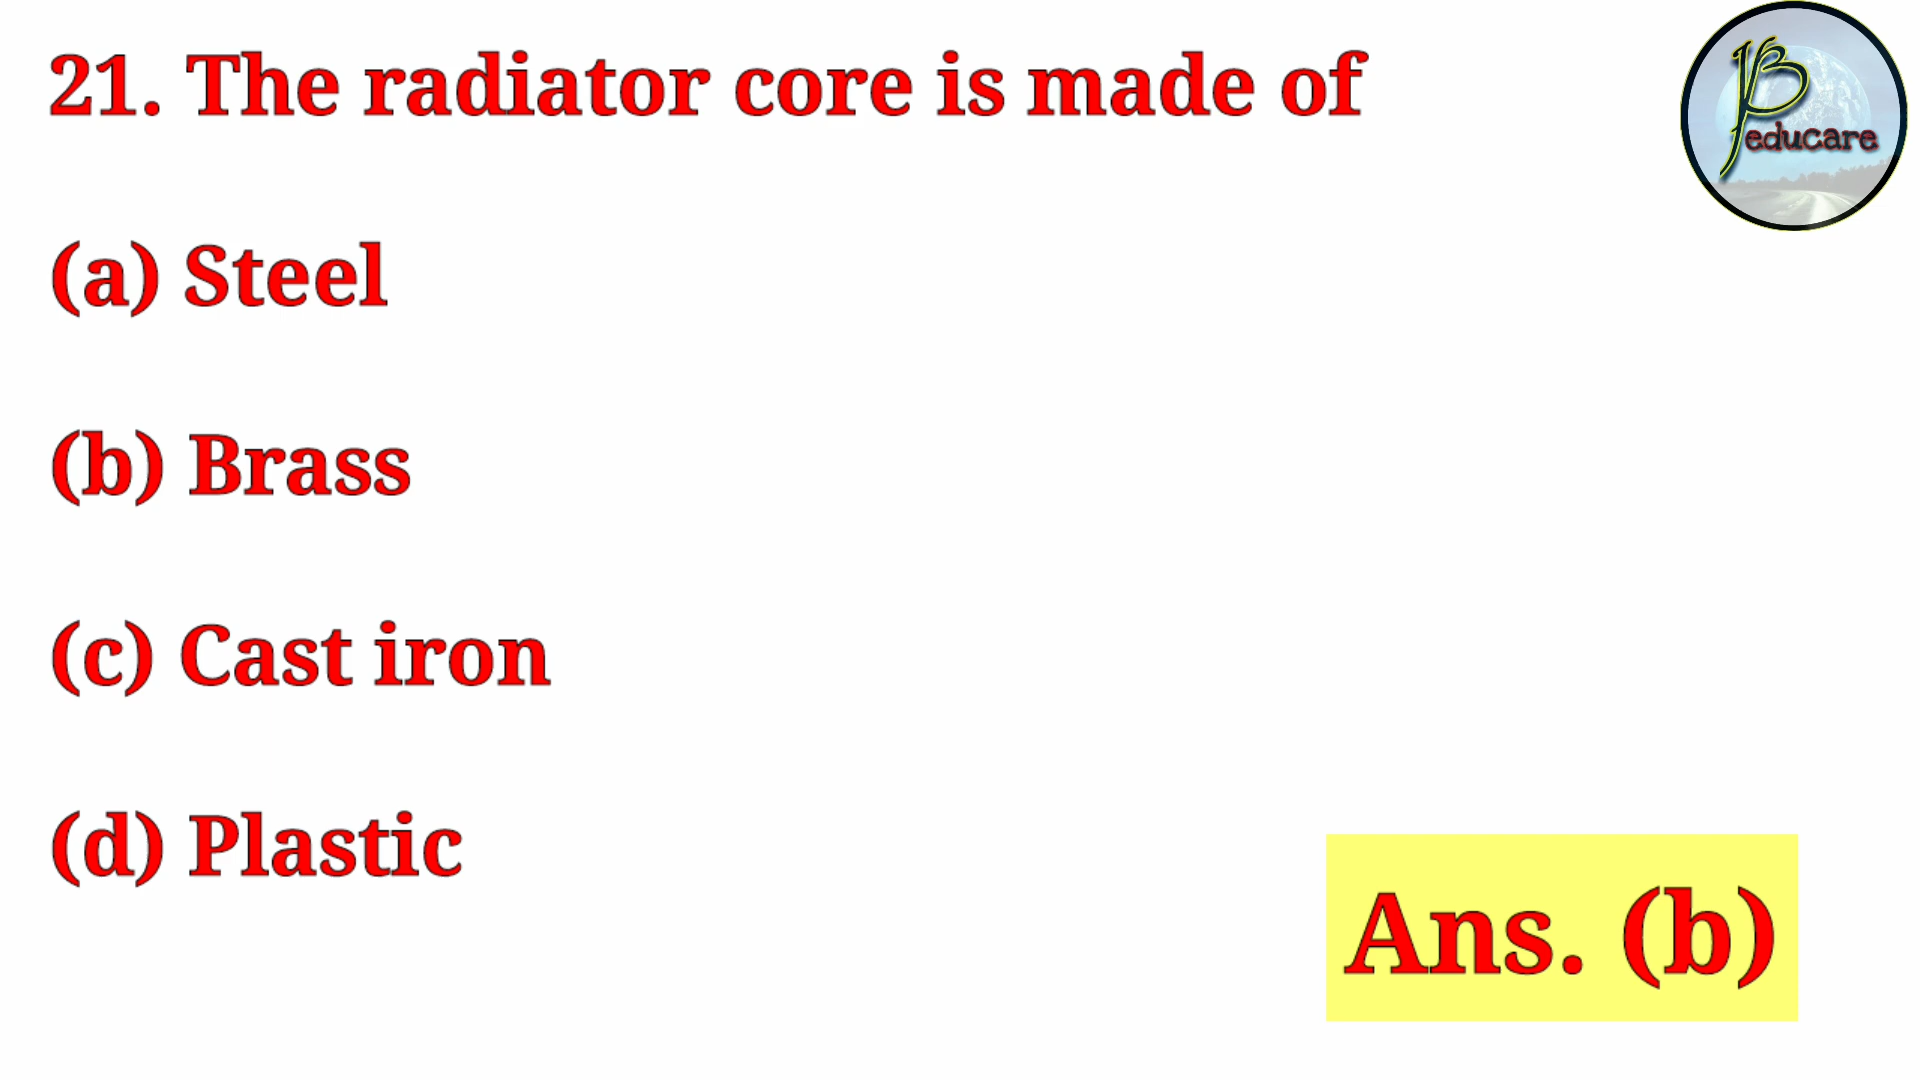 21. The radiator core is made of
educare
(a) Steel
(b) Brass
(c) Cast iron
(d) Plastic
Ans. (b)